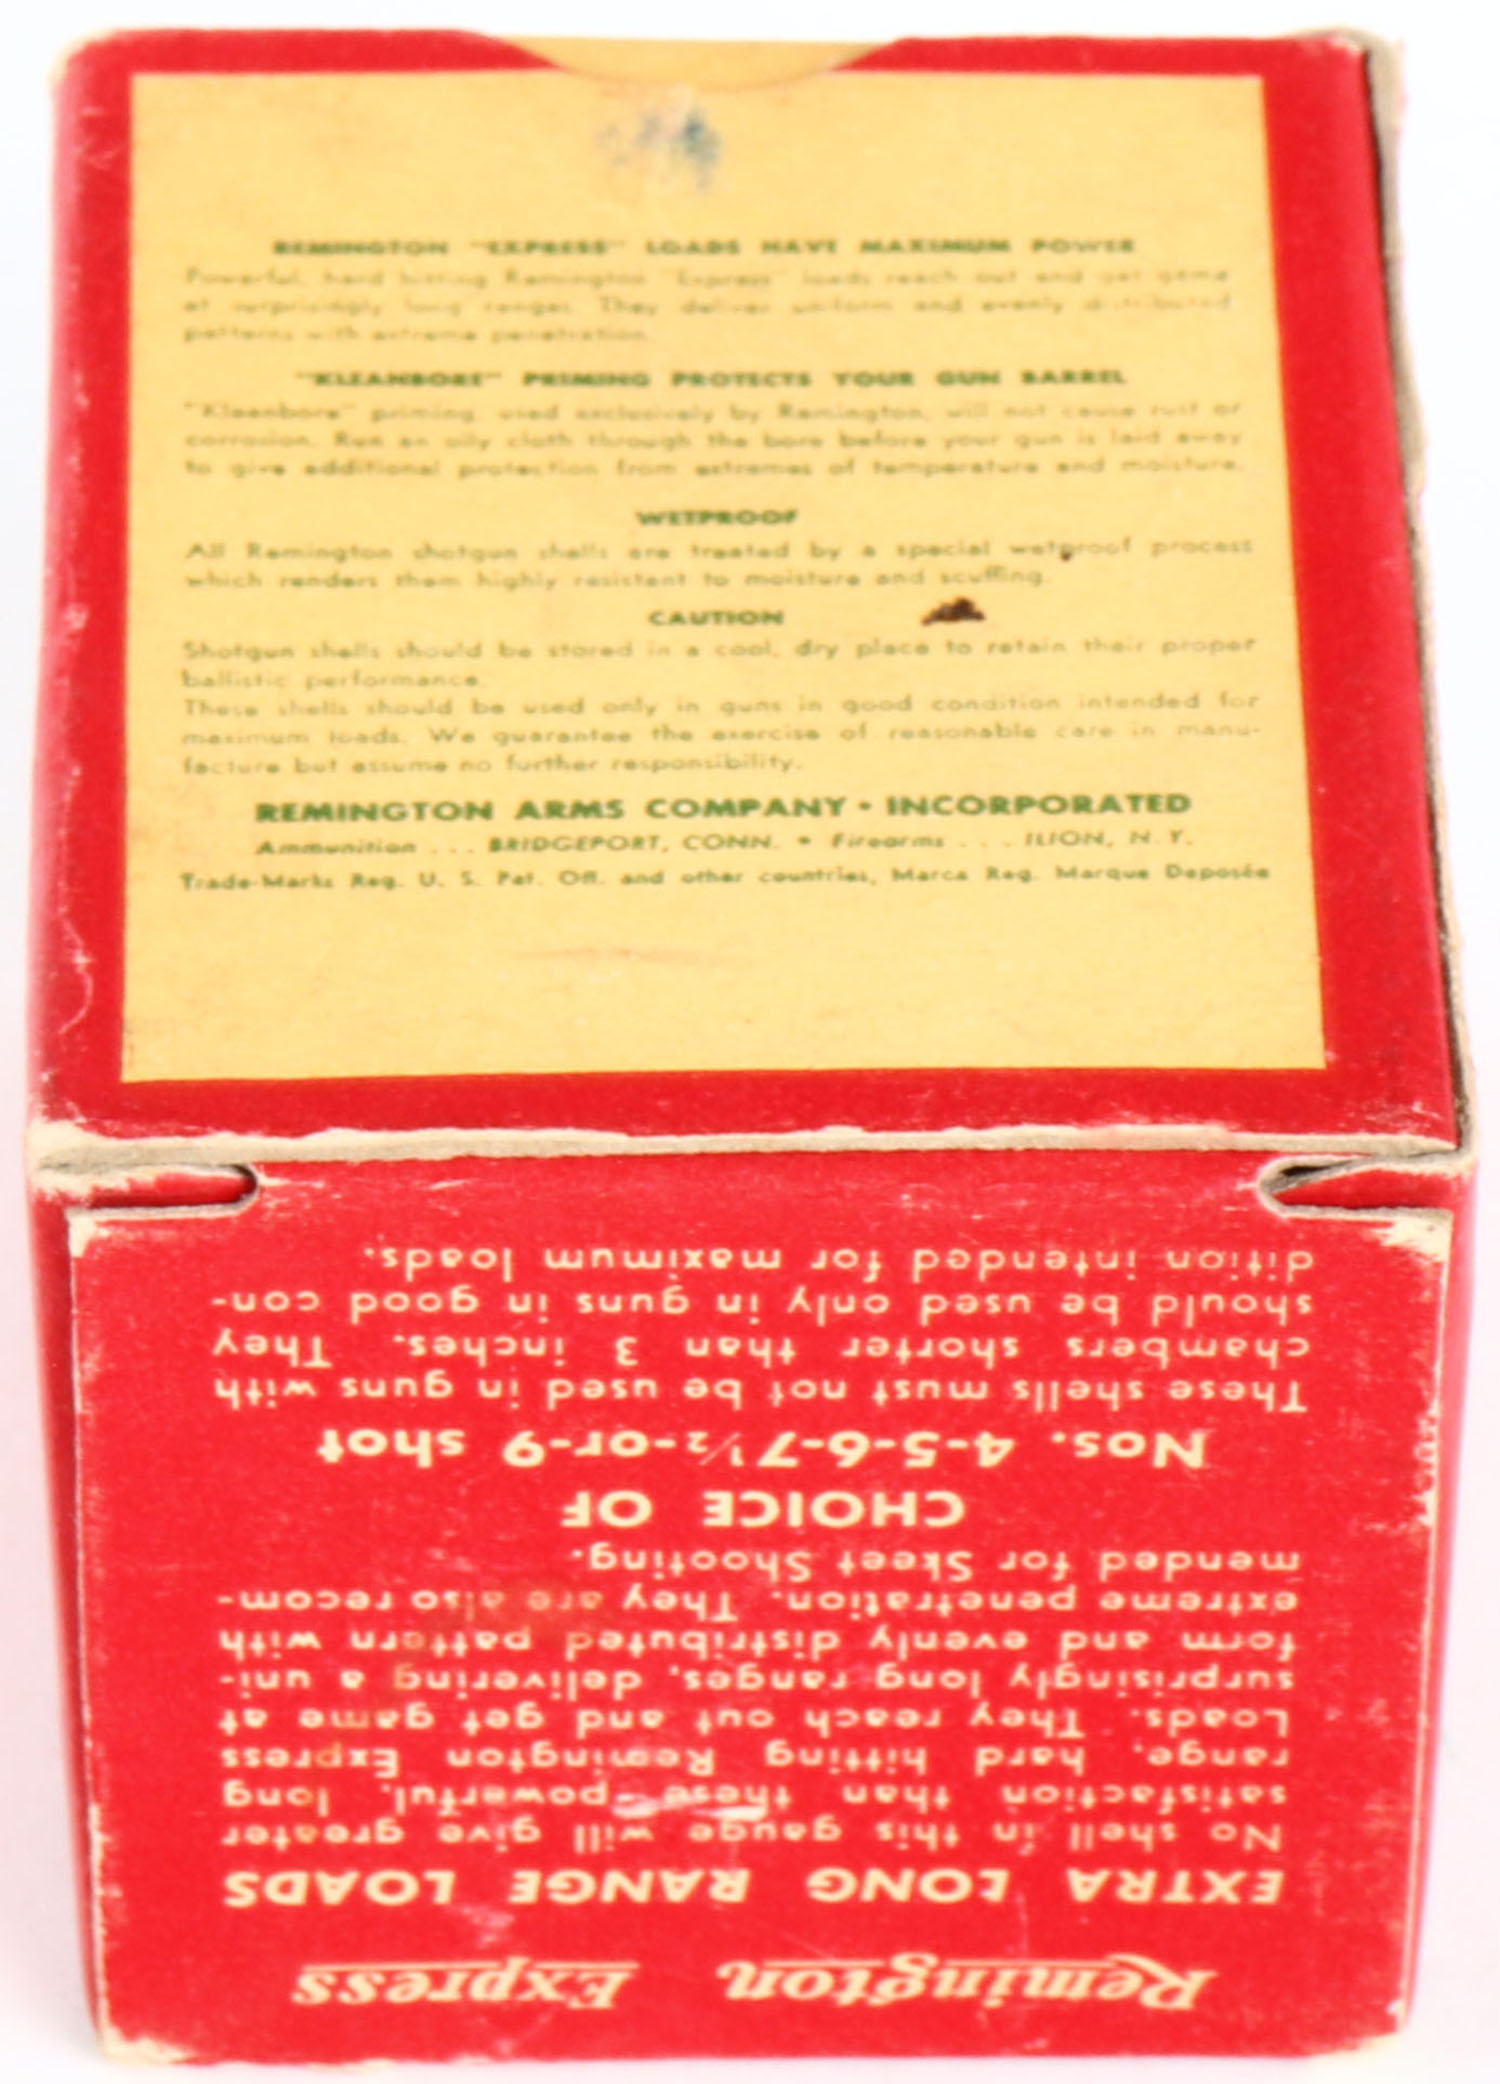 REMINGTON "EXPRESS" LOADS HAVE MAXIMUM POWER
Powerful, hard hitting Remington "Express" loads reach out and get game
at surprisingly long ranges. They deliver uniform and evenly distributed
patterns with extreme penetration.
"KLEANBORE" PRIMING PROTECTS YOUR GUN BARREL
"Kleanbore" priming, used exclusively by Remington, will not cause rust or
corrosion. Run an oily cloth through the bore before your gun is laid away
to give additional protection from extremes of temperature and moisture.
WETPROOF
All Remington shotgun shells are treated by a special wetproof process
which renders them highly resistant to moisture and scuffing.
CAUTION
Shotgun shells should be stored in a cool, dry place to retain their proper
ballistic performance.
These shells should be used only in guns in good condition intended for
maximum loads. We guarantee the exercise of reasonable care in manu-
facture but assume no further responsibility.
REMINGTON ARMS COMPANY • INCORPORATED
Ammunition ... BRIDGEPORT, CONN. • Firearms ... ILION, N. Y.
Trade-Marks Reg. U. S. Pat. Off. and other countries, Marca Reg. Marque Deposée
Remington Express
EXTRA LONG RANGE LOADS
No shell in this gauge will give greater
satisfaction than these powerful, long
range, hard hitting Remington Express
Loads. They reach out and get game at
surprisingly long ranges, delivering a uni-
form and evenly distributed pattern with
extreme penetration. They are also recom-
mended for Skeet Shooting.
CHOICE OF
Nos. 4-5-6-7½-or-9 shot
These shells must not be used in guns with
chambers shorter than 3 inches. They
should be used only in guns in good con-
dition intended for maximum loads.